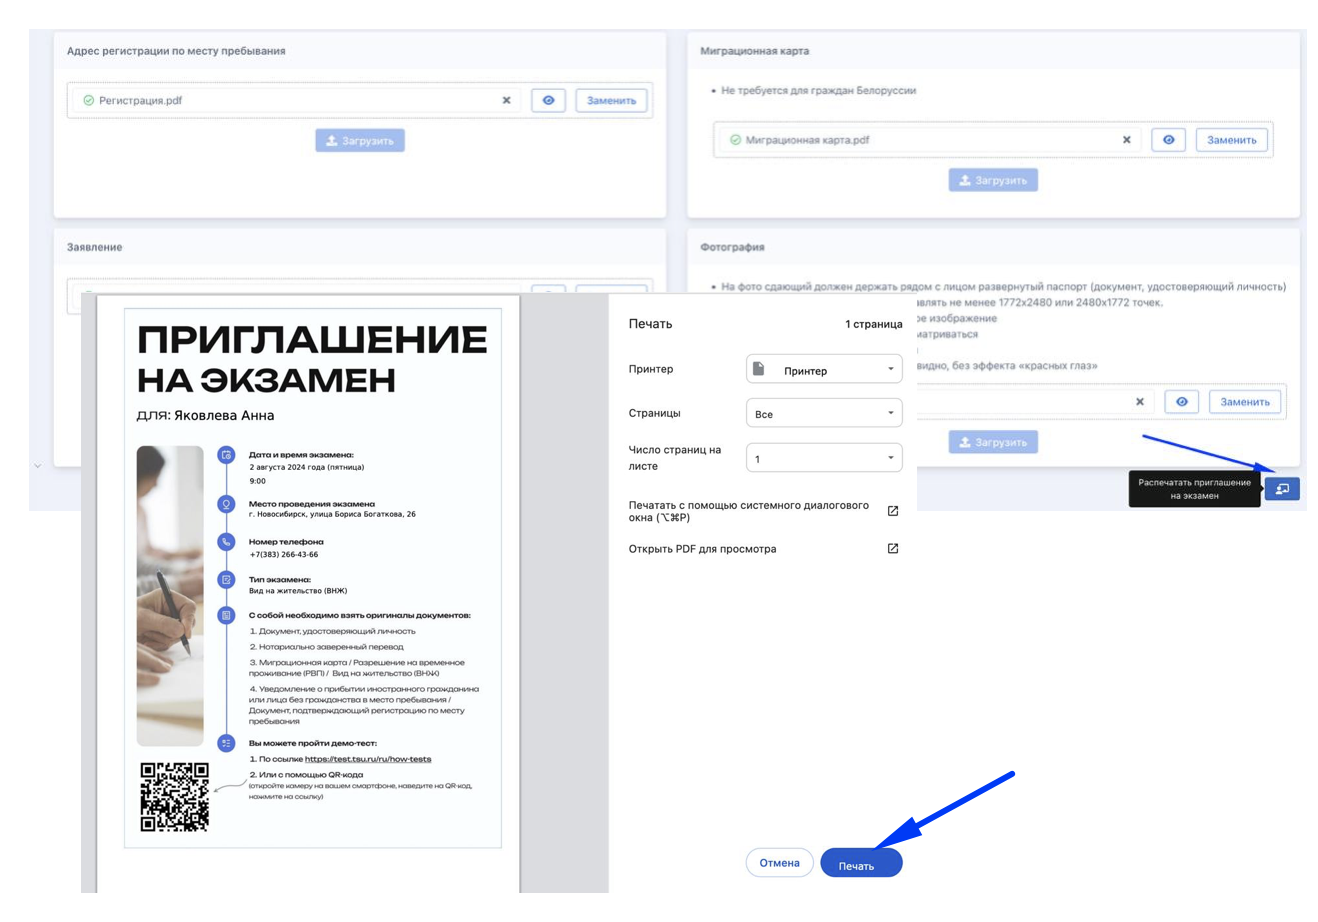 Адрес регистрации по месту пребывания
Регистрация.pdf
Заменить
Загрузить
Миграционная карта
• Не требуется для граждан Белоруссии
Миграционная карта.pdf
Заменить
Загрузить
Заявление
Фотография
• На фото сдающий должен держать рядом с лицом развернутый паспорт (документ, удостоверяющий личность)
влять не менее 1772x2480 или 2480x1772 точек.
ое изображение
матриваться
видно, без эффекта «красных глаз»
Заменить
Загрузить
Распечатать приглашение
на экзамен
ПРИГЛАШЕНИЕ
НА ЭКЗАМЕН
для: Яковлева Анна
Дата и время экзамена:
2 августа 2024 года (пятница)
9:00
Место проведения экзамена
г. Новосибирск, улица Бориса Богаткова, 26
Номер телефона
+7(383) 266-43-66
Тип экзамена:
Вид на жительство (ВНЖ)
С собой необходимо взять оригиналы документов:
1. Документ, удостоверяющий личность
2. Нотариально заверенный перевод
3. Миграционная карта / Разрешение на временное
проживание (РВП) / Вид на жительство (ВНЖ)
4. Уведомление о прибытии иностранного гражданина
или лица без гражданства в место пребывания /
Документ, подтверждающий регистрацию по месту
пребывания
Вы можете пройти демо-тест:
1. По ссылке https://test.tsu.ru/ru/how-tests
2. Или с помощью QR-кода
(откройте камеру на вашем смартфоне, наведите на QR-код,
нажмите на ссылку)
Печать
1 страница
Принтер
Принтер
Страницы
Все
Число страниц на
листе
1
Печатать с помощью системного диалогового
окна (⌥⌘P)
Открыть PDF для просмотра
Отмена
Печать